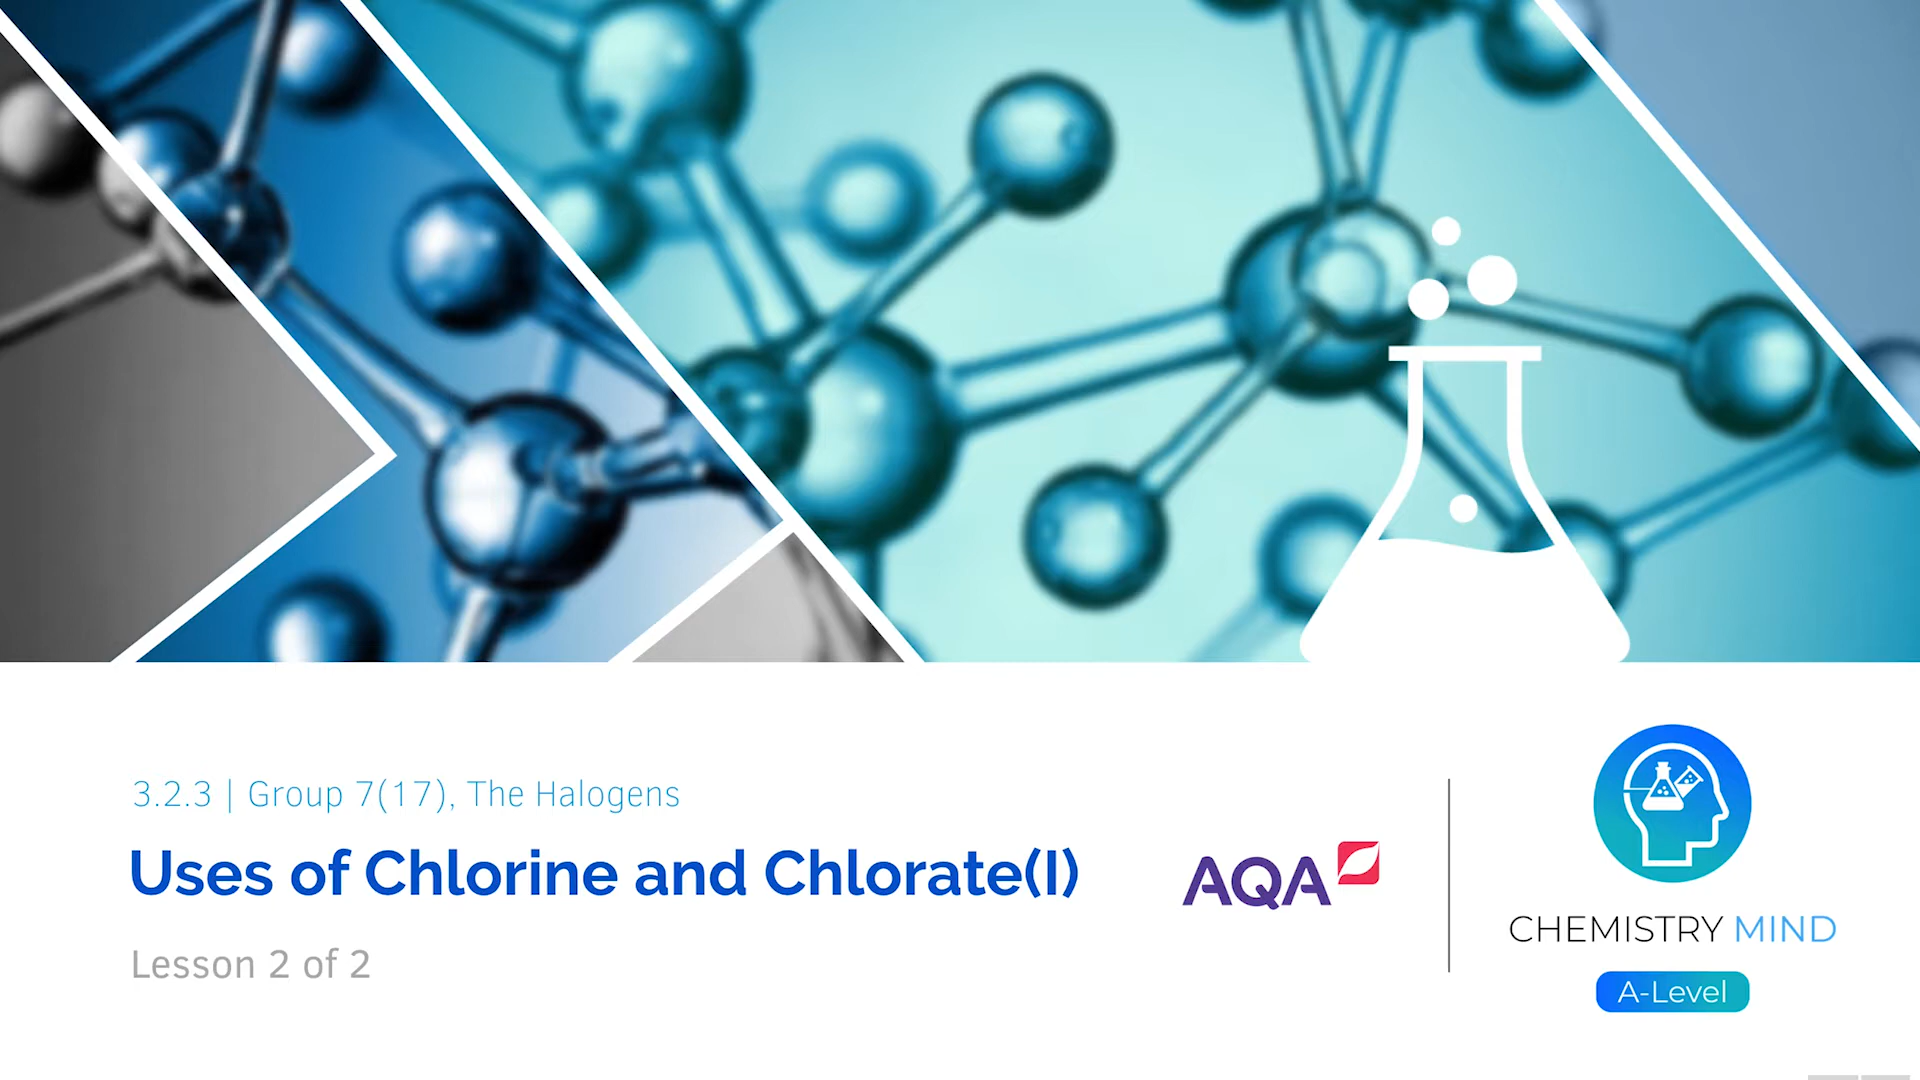 3.2.3 | Group 7(17), The Halogens
Uses of Chlorine and Chlorate(I)
Lesson 2 of 2
AQA
CHEMISTRY MIND
A-Level